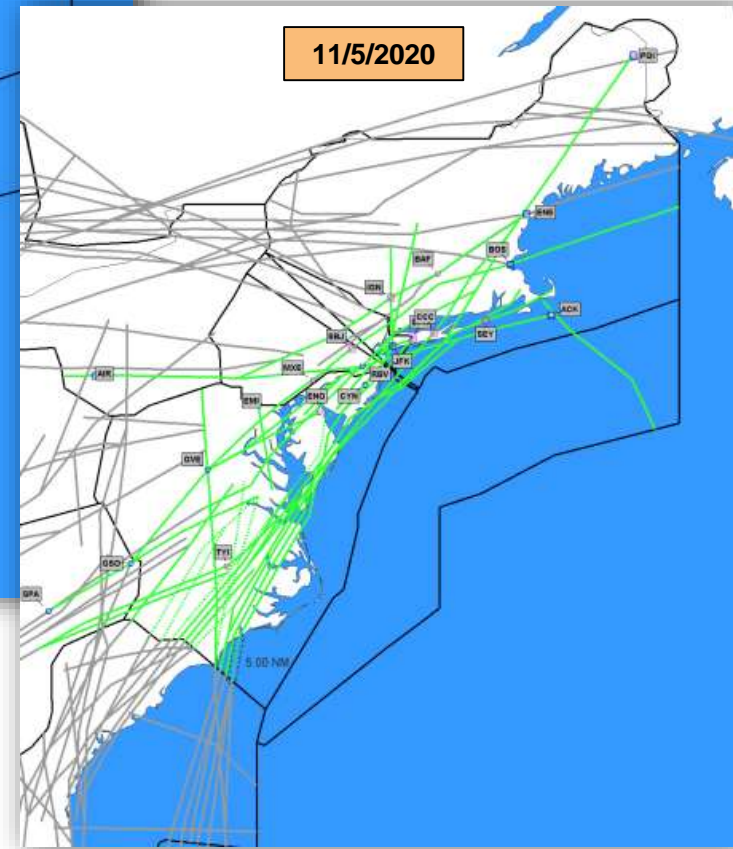 11/5/2020
PQI
ENE
BOS
BAF
IGN
ACK
CCC
SEY
SBJ
JFK
MXE
RBV
AIR
EMI
ENO
CYN
GVE
TYI
GSO
SPA
5.00 NM